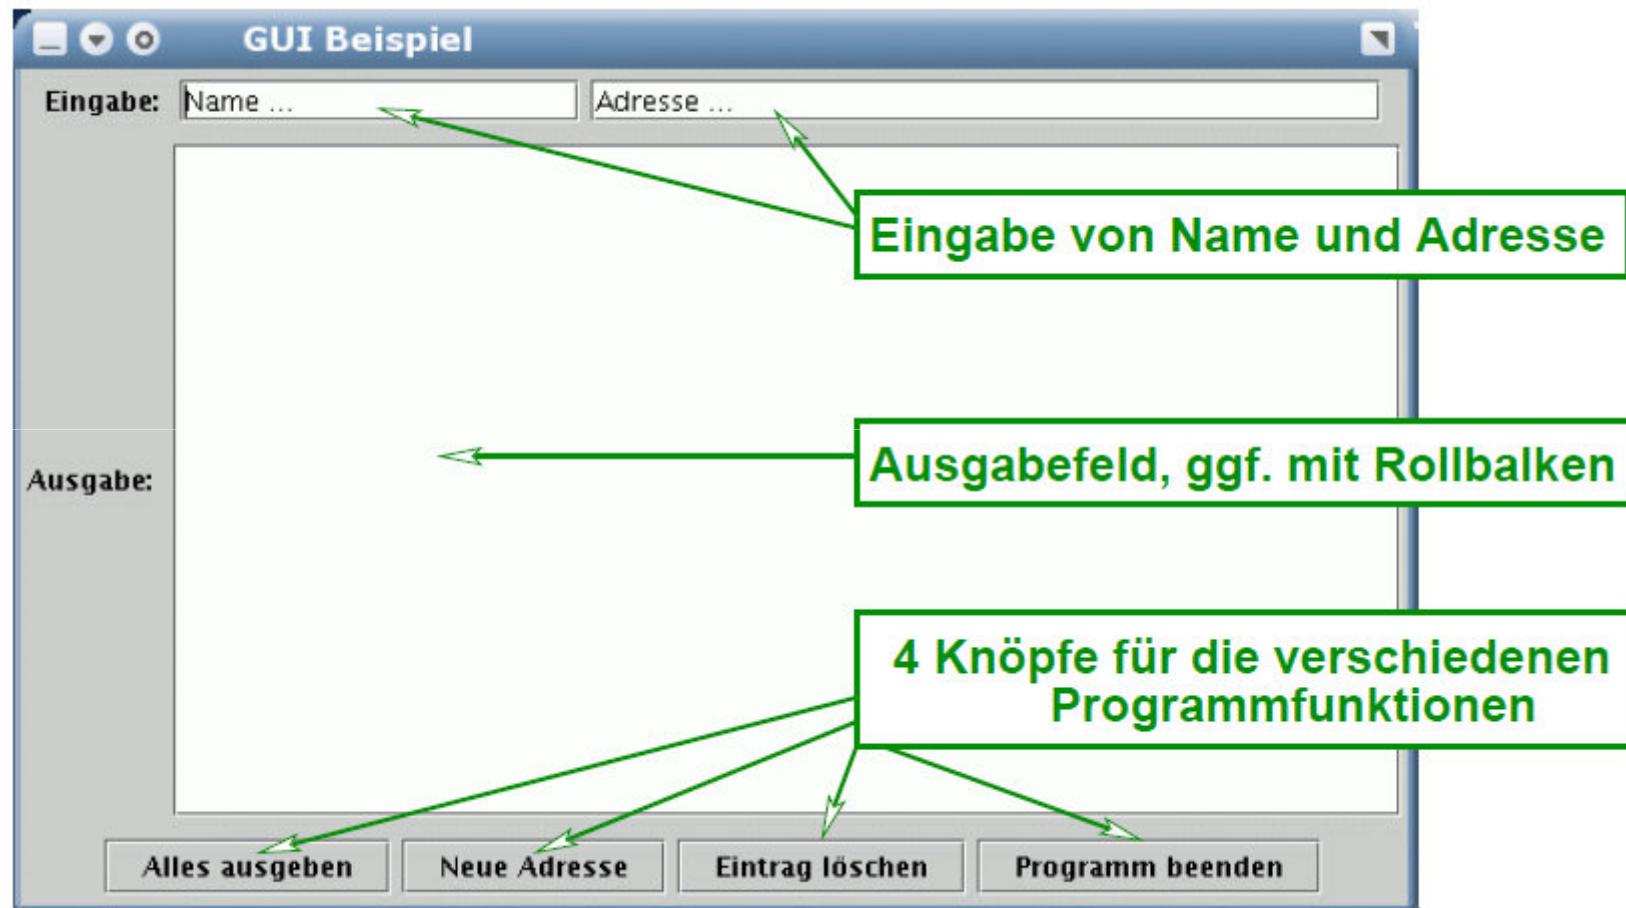 GUI Beispiel
Eingabe: Name ... Adresse ...
Eingabe von Name und Adresse
Ausgabefeld, ggf. mit Rollbalken
Ausgabe:
4 Knöpfe für die verschiedenen
Programmfunktionen
Alles ausgeben Neue Adresse Eintrag löschen Programm beenden